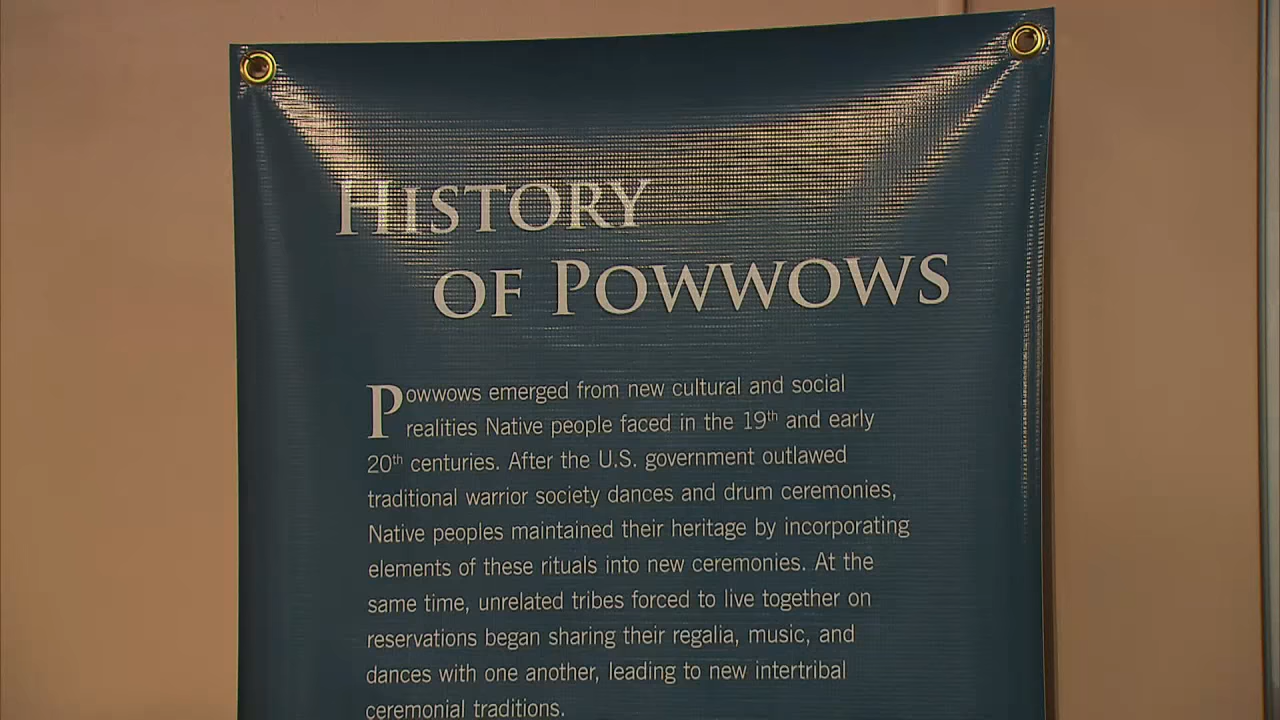 HISTORY
OF POWWOWS
Powwows emerged from new cultural and social
realities Native people faced in the 19th and early
20th centuries. After the U.S. government outlawed
traditional warrior society dances and drum ceremonies,
Native peoples maintained their heritage by incorporating
elements of these rituals into new ceremonies. At the
same time, unrelated tribes forced to live together on
reservations began sharing their regalia, music, and
dances with one another, leading to new intertribal
ceremonial traditions.